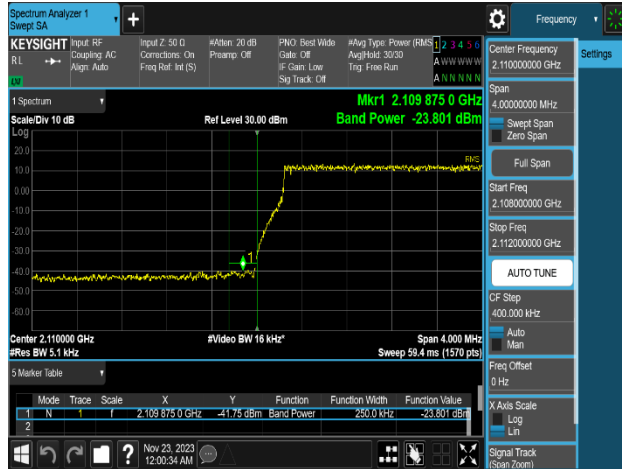 Spectrum Analyzer 1
Swept SA
+
Frequency
KEYSIGHT
R L
Input: RF
Coupling: AC
Align: Auto
Input Z: 50 Ω
Corrections: On
Freq Ref: Int (S)
#Atten: 20 dB
Preamp: Off
PNO: Best Wide
Gate: Off
IF Gain: Low
Sig Track: Off
#Avg Type: Power (RMS
Avg|Hold: 30/30
Trig: Free Run
1 2 3 4 5 6
A W W W W W
A N N N N N
1 Spectrum
Scale/Div 10 dB
Log
Ref Level 30.00 dBm
Mkr1 2.109 875 0 GHz
Band Power -23.801 dBm
20.0
10.0
0.00
-10.0
-20.0
-30.0
-40.0
-50.0
-60.0
RMS
1
Center 2.110000 GHz
#Res BW 5.1 kHz
#Video BW 16 kHz*
Span 4.000 MHz
Sweep 59.4 ms (1570 pts)
5 Marker Table
Mode Trace Scale X Y Function Function Width Function Value
1 N 1 f 2.109 875 0 GHz -41.75 dBm Band Power 250.0 kHz -23.801 dBm
2
Nov 23, 2023
12:00:34 AM
Settings
Center Frequency
2.110000000 GHz
Span
4.00000000 MHz
Swept Span
Zero Span
Full Span
Start Freq
2.108000000 GHz
Stop Freq
2.112000000 GHz
AUTO TUNE
CF Step
400.000 kHz
Auto
Man
Freq Offset
0 Hz
X Axis Scale
Log
Lin
Signal Track
(Span Zoom)